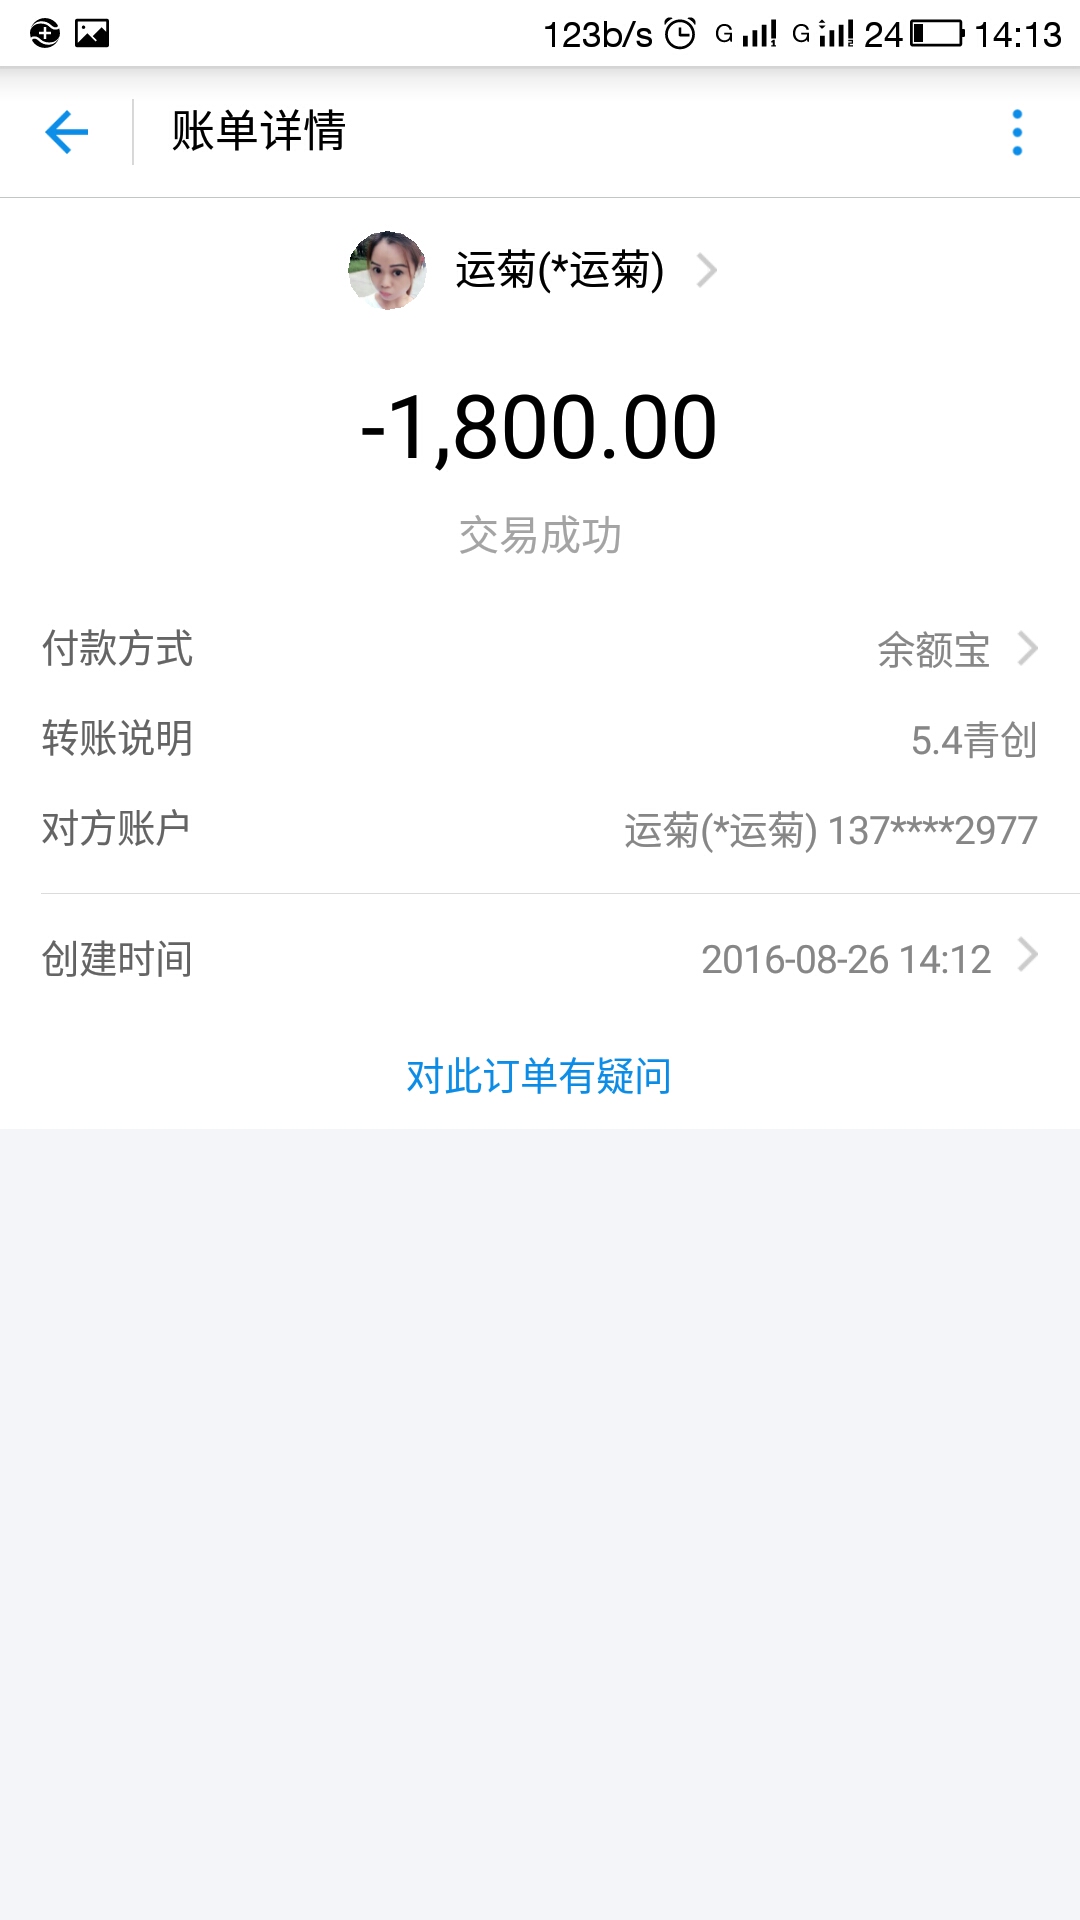 123b/s G G 24 14:13
账单详情
运菊(*运菊)
-1,800.00
交易成功
付款方式 余额宝
转账说明 5.4青创
对方账户 运菊(*运菊) 137****2977
创建时间 2016-08-26 14:12
对此订单有疑问